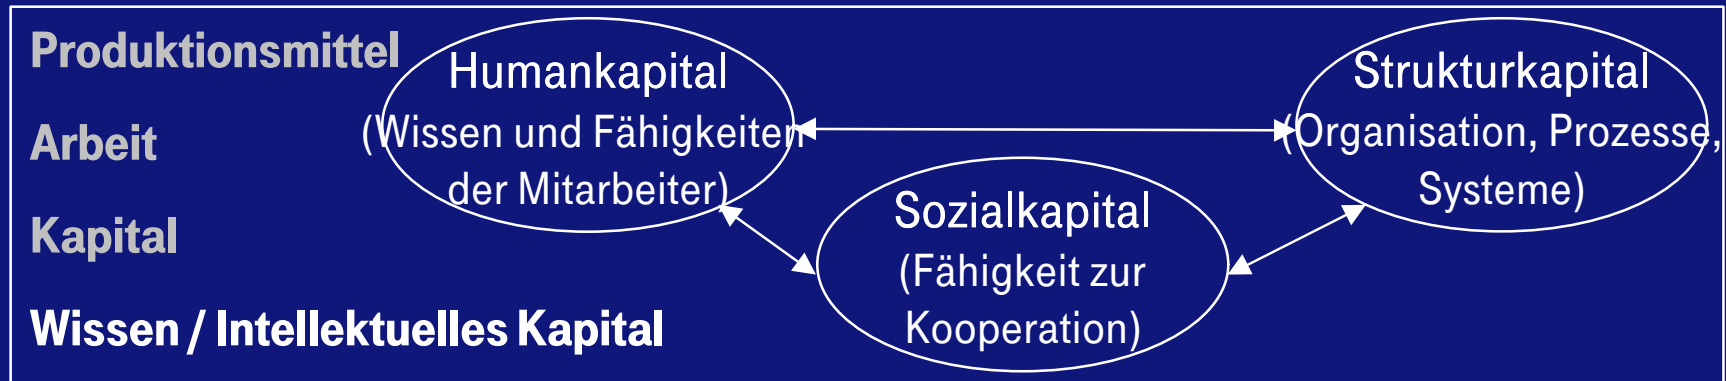 Produktionsmittel
Arbeit
Kapital
Wissen / Intellektuelles Kapital
Humankapital
(Wissen und Fähigkeiten
der Mitarbeiter)
Sozialkapital
(Fähigkeit zur
Kooperation)
Strukturkapital
(Organisation, Prozesse,
Systeme)